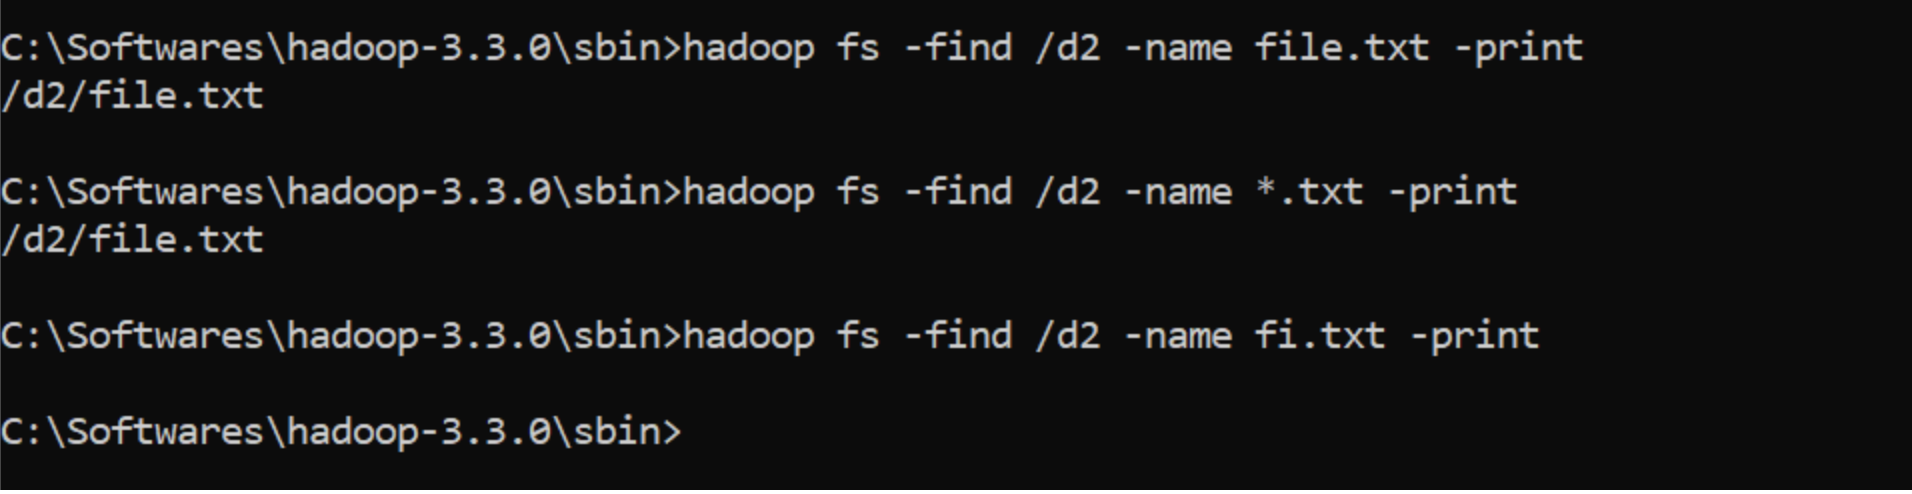 C:\Softwares\hadoop-3.3.0\sbin>hadoop fs -find /d2 -name file.txt -print
/d2/file.txt
C:\Softwares\hadoop-3.3.0\sbin>hadoop fs -find /d2 -name *.txt -print
/d2/file.txt
C:\Softwares\hadoop-3.3.0\sbin>hadoop fs -find /d2 -name fi.txt -print
C:\Softwares\hadoop-3.3.0\sbin>